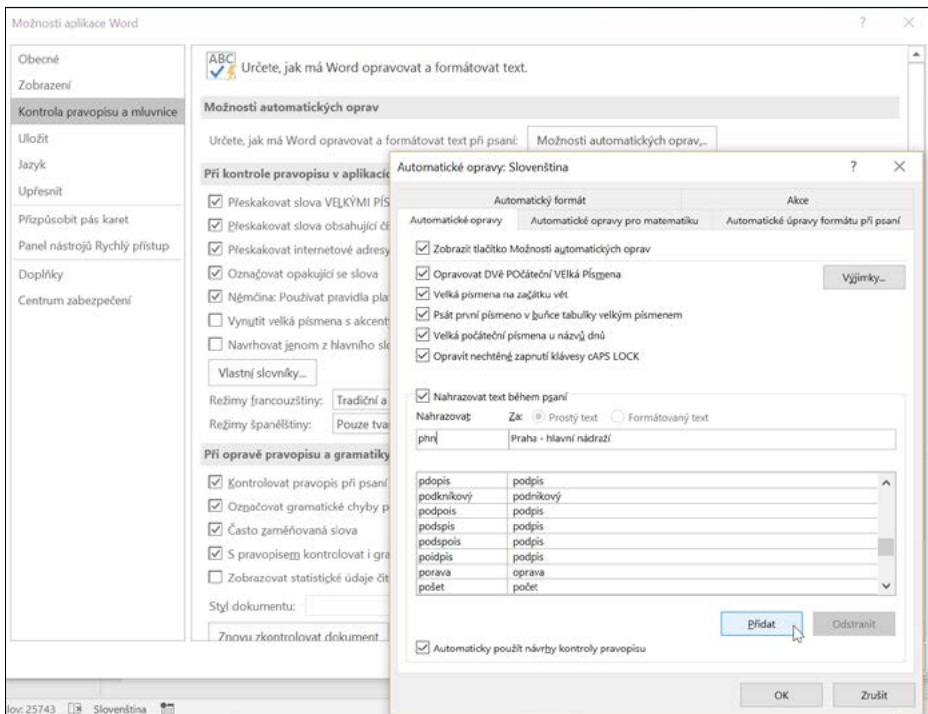 Možnosti aplikace Word
?
Obecné
Zobrazení
Kontrola pravopisu a mluvnice
Uložit
Jazyk
Upřesnit
Přizpůsobit pás karet
Panel nástrojů Rychlý přístup
Doplňky
Centrum zabezpečení
ABC
Určete, jak má Word opravovat a formátovat text.
Možnosti automatických oprav
Určete, jak má Word opravovat a formátovat text při psaní:
Možnosti automatických oprav...
Při kontrole pravopisu v aplikacíc
Přeskakovat slova VELKÝMI PÍS
Přeskakovat slova obsahující čí
Přeskakovat internetové adresy
Označovat opakující se slova
Němčina: Používat pravidla pla
Vynutit velká písmena s akcenty
Navrhovat jenom z hlavního slo
Vlastní slovníky...
Režimy francouzštiny: Tradiční a
Režimy španělštiny: Pouze tva
Při opravě pravopisu a gramatiky
Kontrolovat pravopis při psaní
Označovat gramatické chyby p
Často zaměňovaná slova
S pravopisem kontrolovat i gra
Zobrazovat statistické údaje čit
Styl dokumentu:
Znovu zkontrolovat dokument
Automatické opravy: Slovenština
?
Automatický formát Akce
Automatické opravy Automatické opravy pro matematiku Automatické úpravy formátu při psaní
Zobrazit tlačítko Možnosti automatických oprav
Opravovat DVě POčáteční VElká PÍsmena
Výjimky...
Velká písmena na začátku vět
Psát první písmeno v buňce tabulky velkým písmenem
Velká počáteční písmena u názvů dnů
Opravit nechtěné zapnutí klávesy cAPS LOCK
Nahrazovat text během psaní
Nahrazovat: Za: Prostý text Formátovaný text
phn Praha - hlavní nádraží
pdopis podpis
podkníkový podnikový
podpois podpis
podspis podpis
podspois podpis
poidpis podpis
porava oprava
pošet počet
Přidat Odstranit
Automaticky použít návrhy kontroly pravopisu
OK Zrušit
lov: 25743 Slovenština